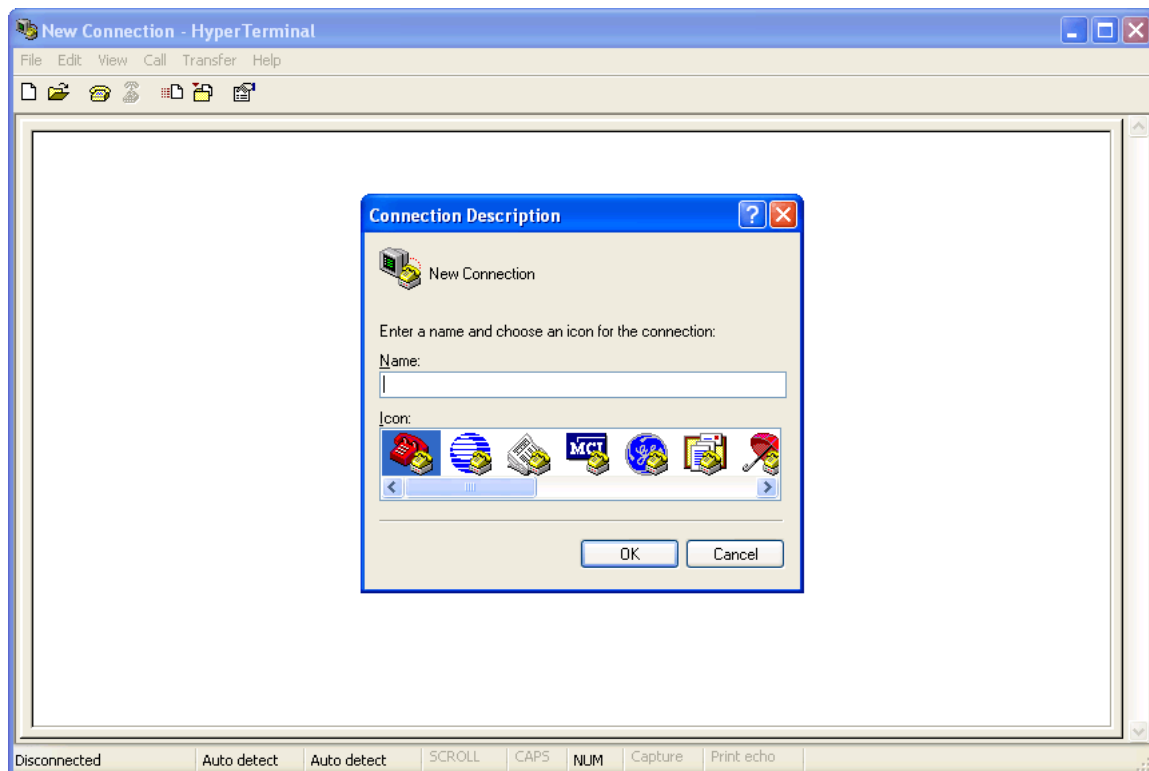 New Connection - HyperTerminal
File Edit View Call Transfer Help
Connection Description
New Connection
Enter a name and choose an icon for the connection:
Name:
Icon:
MCI
OK Cancel
Disconnected Auto detect Auto detect SCROLL CAPS NUM Capture Print echo